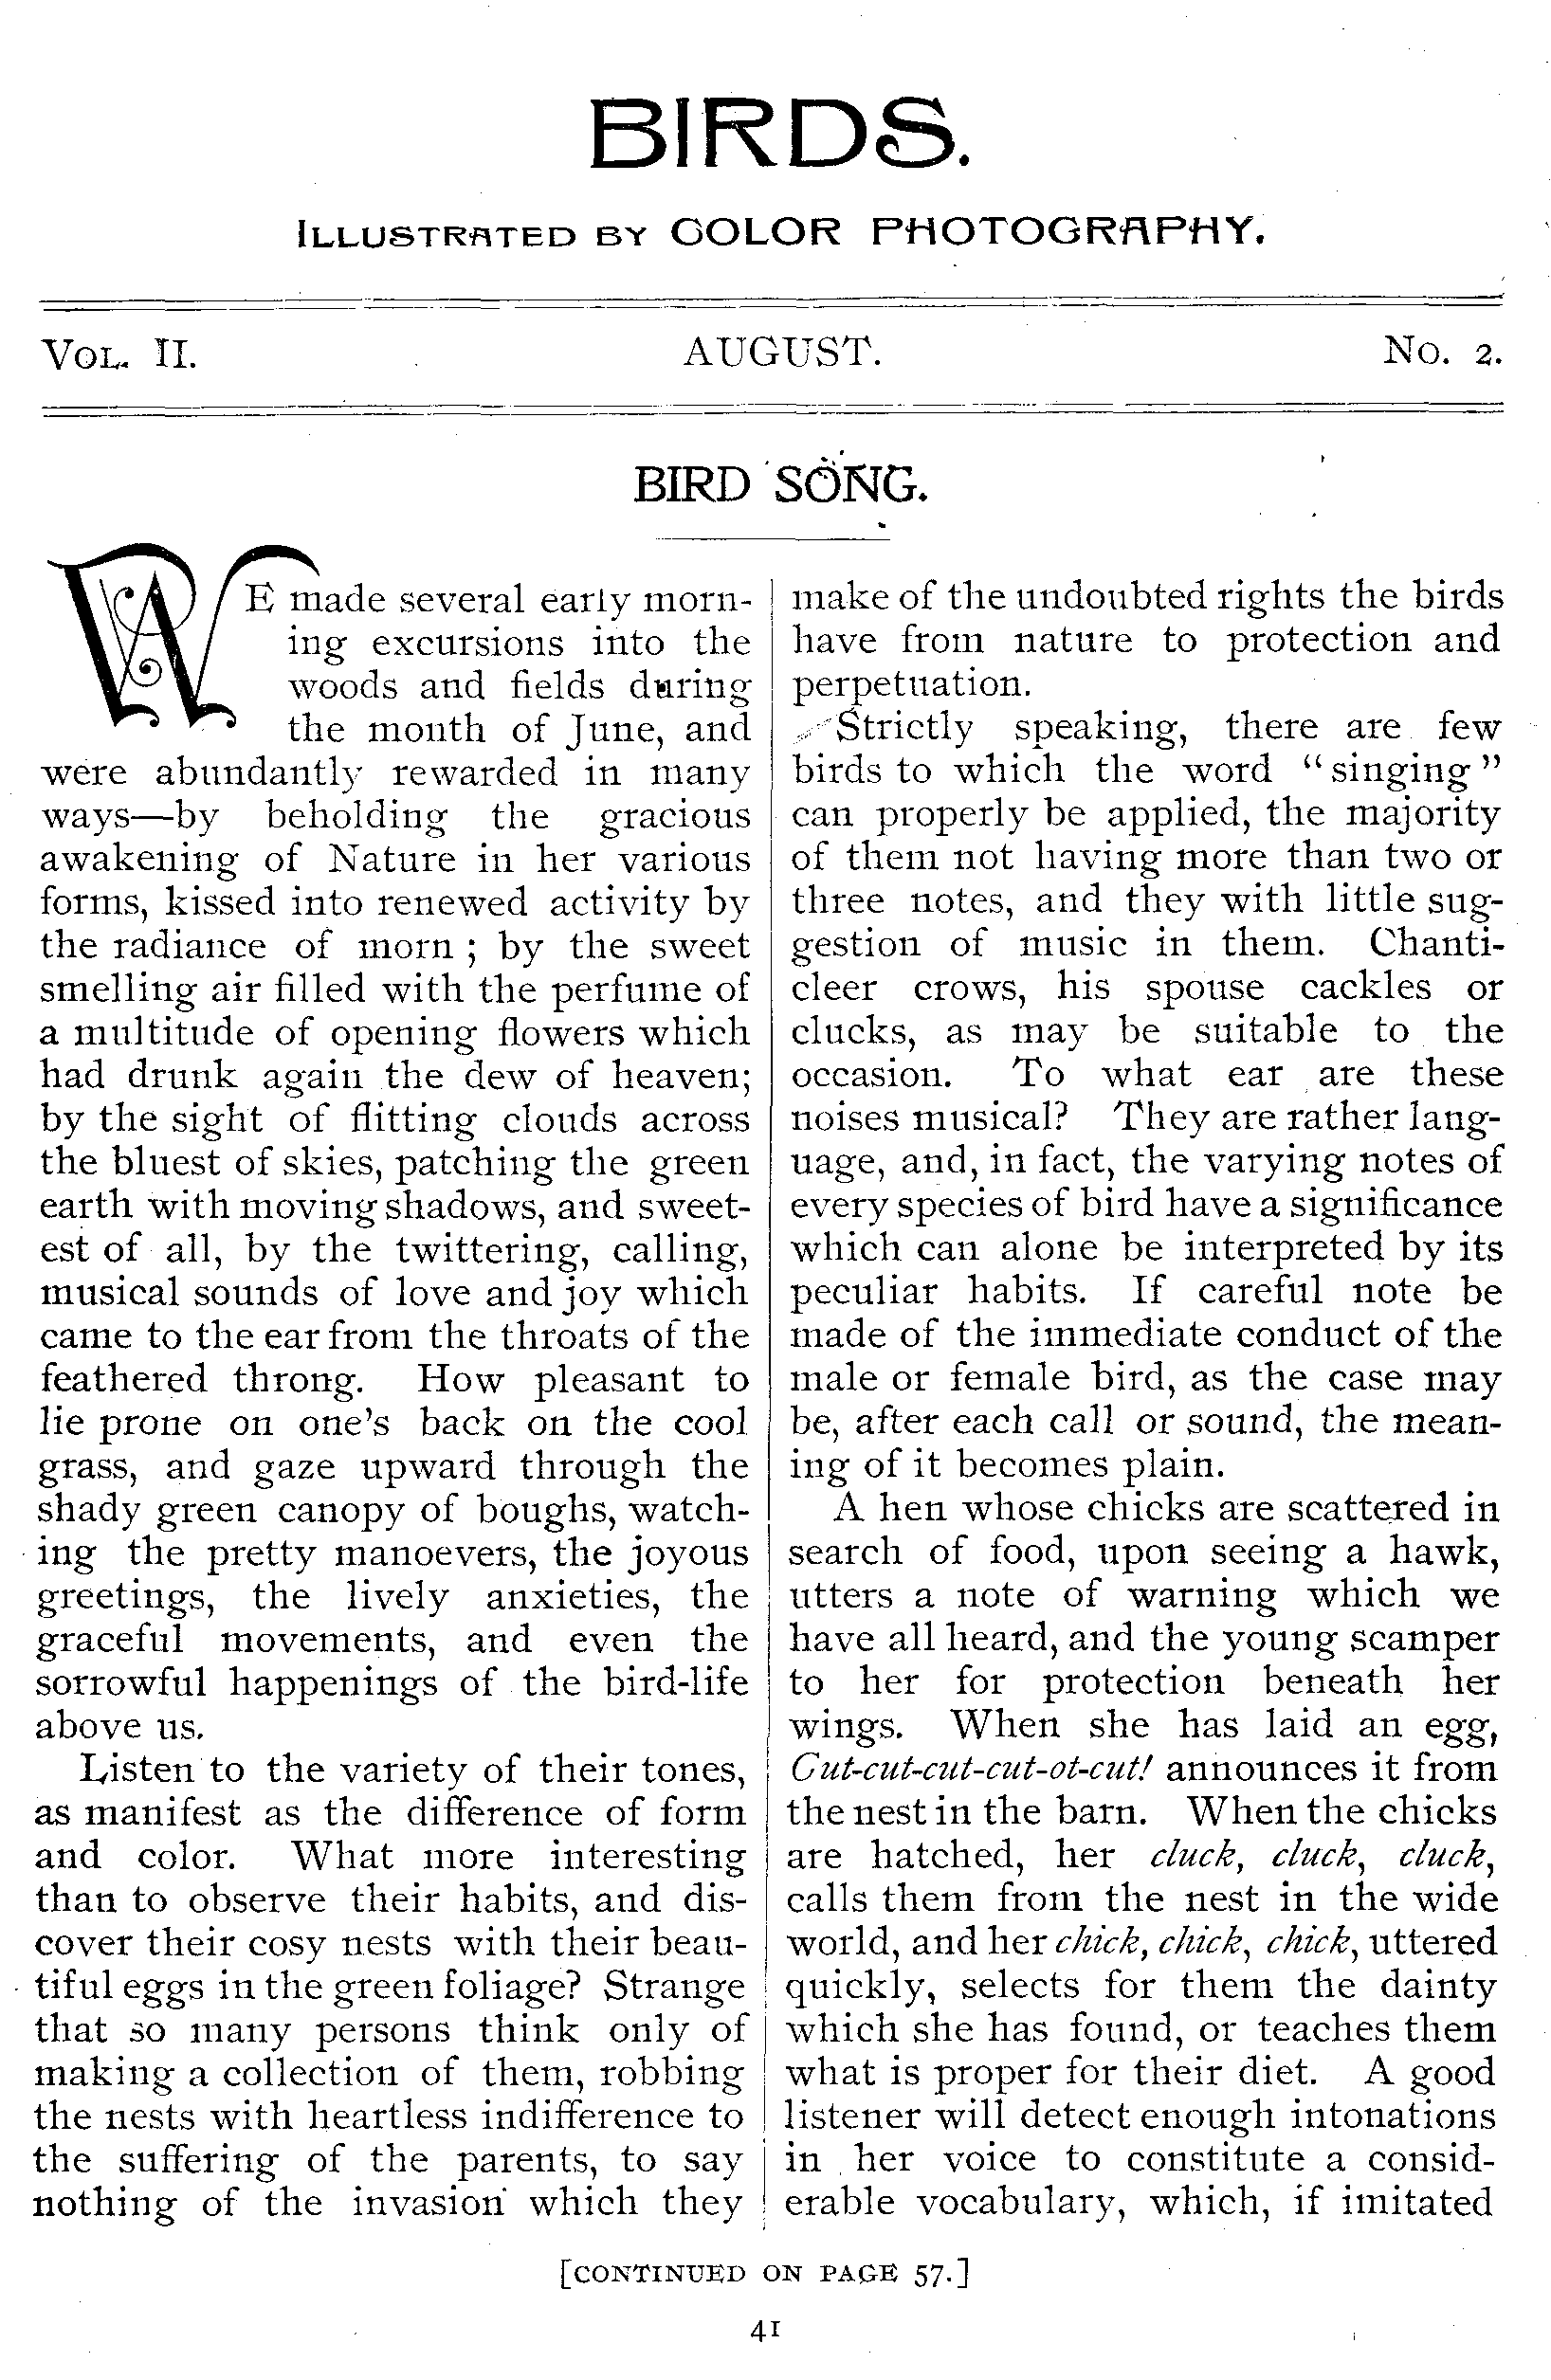 BIRDS.
ILLUSTRATED BY COLOR PHOTOGRAPHY.
VOL. II.
AUGUST.
NO. 2.
BIRD SONG.
WE made several early morn-
ing excursions into the
woods and fields during
the month of June, and
were abundantly rewarded in many
ways—by beholding the gracious
awakening of Nature in her various
forms, kissed into renewed activity by
the radiance of morn ; by the sweet
smelling air filled with the perfume of
a multitude of opening flowers which
had drunk again the dew of heaven;
by the sight of flitting clouds across
the bluest of skies, patching the green
earth with moving shadows, and sweet-
est of all, by the twittering, calling,
musical sounds of love and joy which
came to the ear from the throats of the
feathered throng. How pleasant to
lie prone on one's back on the cool
grass, and gaze upward through the
shady green canopy of boughs, watch-
ing the pretty manoevers, the joyous
greetings, the lively anxieties, the
graceful movements, and even the
sorrowful happenings of the bird-life
above us.
Listen to the variety of their tones,
as manifest as the difference of form
and color. What more interesting
than to observe their habits, and dis-
cover their cosy nests with their beau-
tiful eggs in the green foliage? Strange
that so many persons think only of
making a collection of them, robbing
the nests with heartless indifference to
the suffering of the parents, to say
nothing of the invasion which they
make of the undoubted rights the birds
have from nature to protection and
perpetuation.
Strictly speaking, there are few
birds to which the word "singing"
can properly be applied, the majority
of them not having more than two or
three notes, and they with little sug-
gestion of music in them. Chanti-
cleer crows, his spouse cackles or
clucks, as may be suitable to the
occasion. To what ear are these
noises musical? They are rather lang-
uage, and, in fact, the varying notes of
every species of bird have a significance
which can alone be interpreted by its
peculiar habits. If careful note be
made of the immediate conduct of the
male or female bird, as the case may
be, after each call or sound, the mean-
ing of it becomes plain.
A hen whose chicks are scattered in
search of food, upon seeing a hawk,
utters a note of warning which we
have all heard, and the young scamper
to her for protection beneath her
wings. When she has laid an egg,
Cut-cut-cut-cut-ot-cut! announces it from
the nest in the barn. When the chicks
are hatched, her cluck, cluck, cluck,
calls them from the nest in the wide
world, and her chick, chick, chick, uttered
quickly, selects for them the dainty
which she has found, or teaches them
what is proper for their diet. A good
listener will detect enough intonations
in her voice to constitute a consid-
erable vocabulary, which, if imitated
[CONTINUED ON PAGE 57.]
41